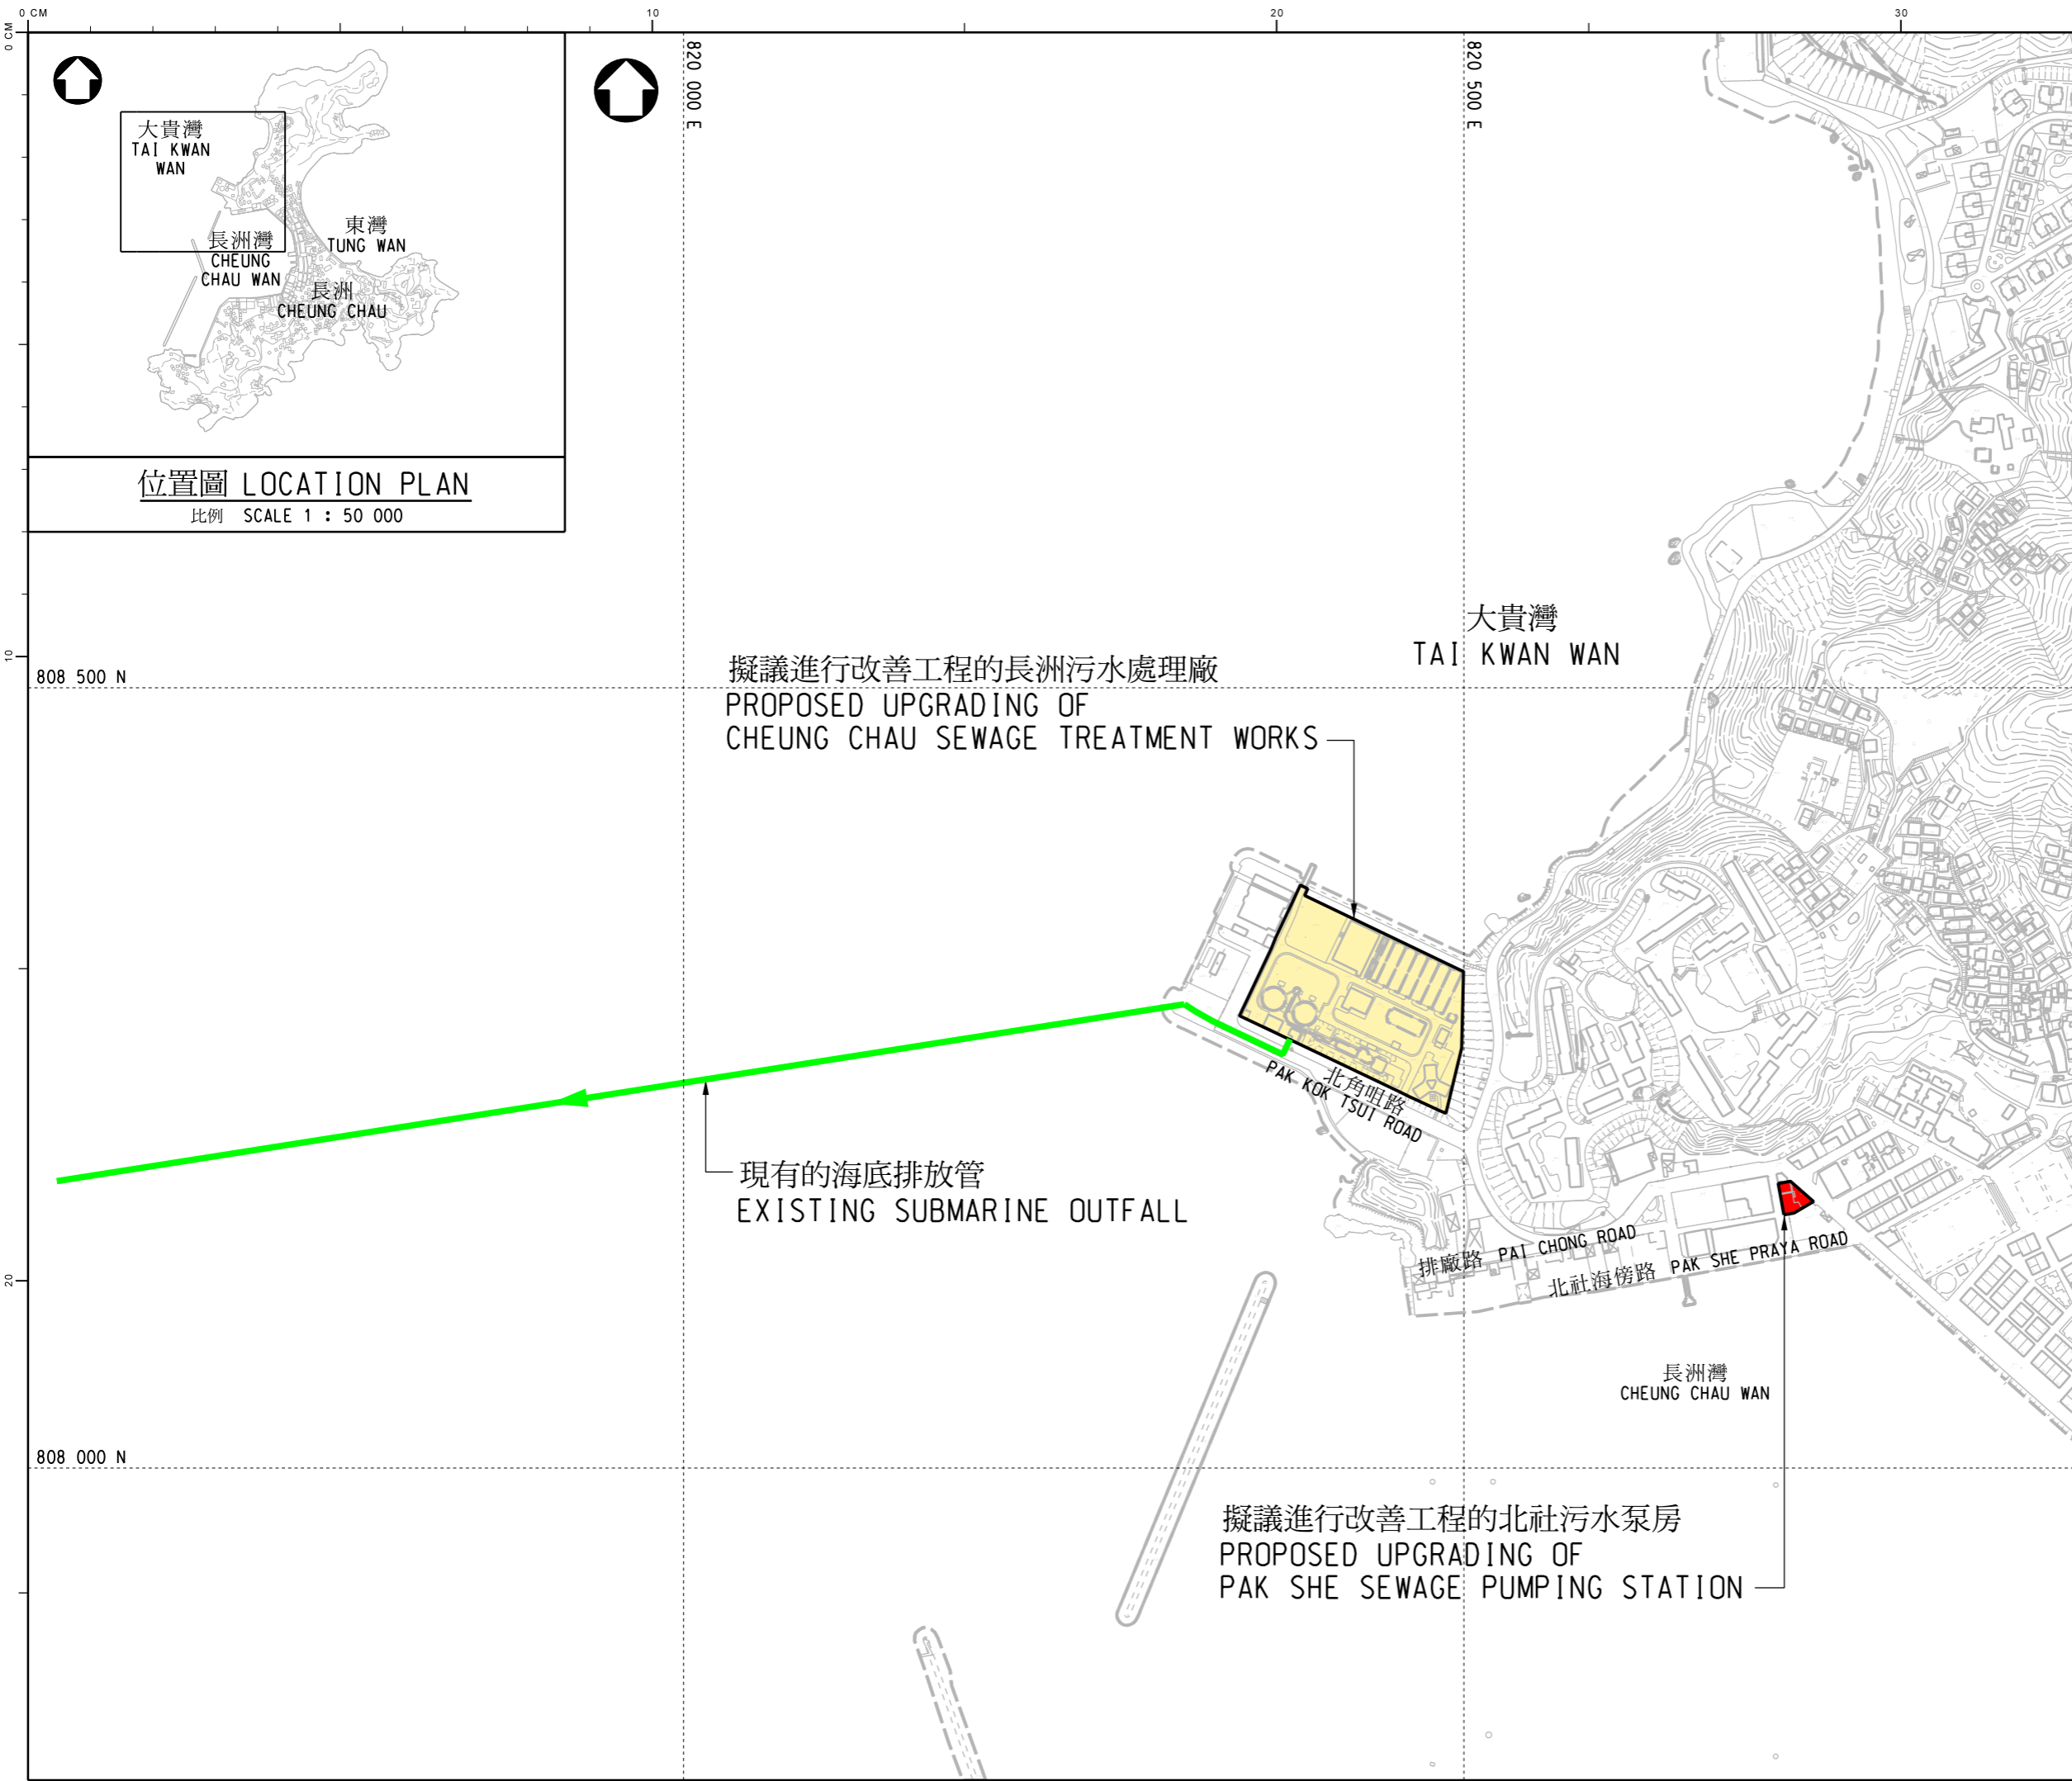 0 CM
10
20
30
0 CM
10
20
820 000 E
820 500 E
大貴灣
TAI KWAN
WAN
東灣
TUNG WAN
長洲灣
CHEUNG
CHAU WAN
長洲
CHEUNG CHAU
位置圖 LOCATION PLAN
比例 SCALE 1 : 50 000
大貴灣
TAI KWAN WAN
808 500 N
擬議進行改善工程的長洲污水處理廠
PROPOSED UPGRADING OF
CHEUNG CHAU SEWAGE TREATMENT WORKS
北角咀路
PAK KOK TSUI ROAD
現有的海底排放管
EXISTING SUBMARINE OUTFALL
排廠路 PAI CHONG ROAD
北社海傍路 PAK SHE PRAYA ROAD
長洲灣
CHEUNG CHAU WAN
808 000 N
擬議進行改善工程的北社污水泵房
PROPOSED UPGRADING OF
PAK SHE SEWAGE PUMPING STATION